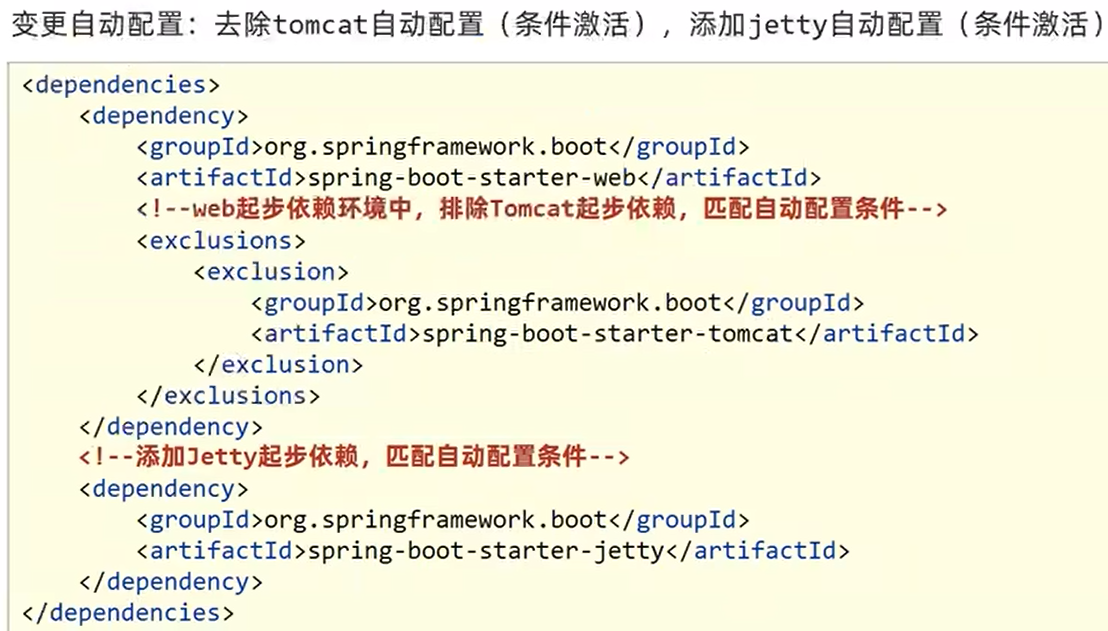 变更自动配置：去除tomcat自动配置（条件激活），添加jetty自动配置（条件激活）
<dependencies>
    <dependency>
        <groupId>org.springframework.boot</groupId>
        <artifactId>spring-boot-starter-web</artifactId>
        <!--web起步依赖环境中，排除Tomcat起步依赖，匹配自动配置条件-->
        <exclusions>
            <exclusion>
                <groupId>org.springframework.boot</groupId>
                <artifactId>spring-boot-starter-tomcat</artifactId>
            </exclusion>
        </exclusions>
    </dependency>
    <!--添加Jetty起步依赖，匹配自动配置条件-->
    <dependency>
        <groupId>org.springframework.boot</groupId>
        <artifactId>spring-boot-starter-jetty</artifactId>
    </dependency>
</dependencies>